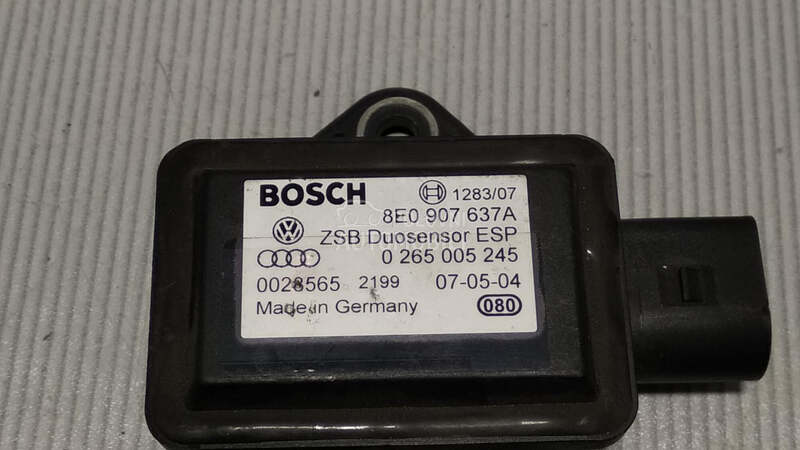 BOSCH 1283/07
8E0 907 637A
ZSB Duosensor ESP
0 265 005 245
0028565 2199 07-05-04
Made in Germany 080